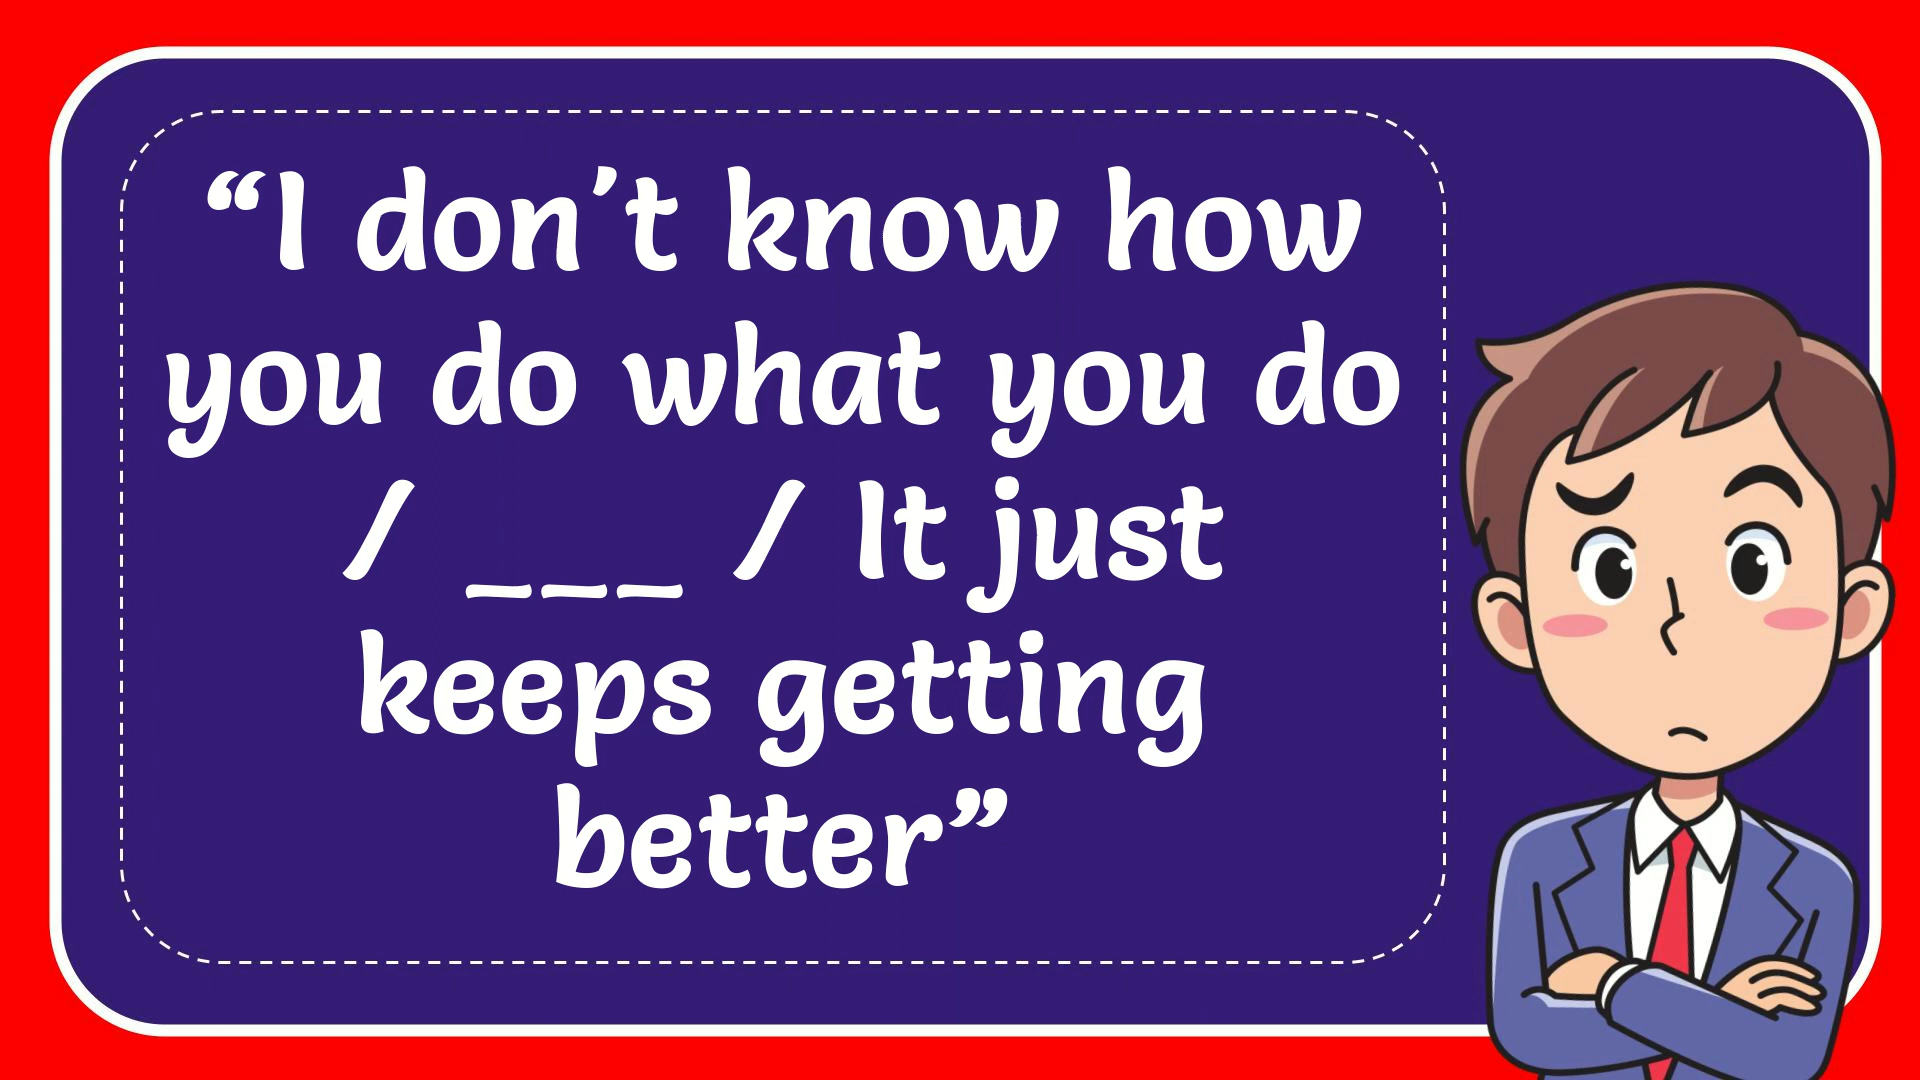 “I don’t know how
you do what you do
/ ___ / It just
keeps getting
better”